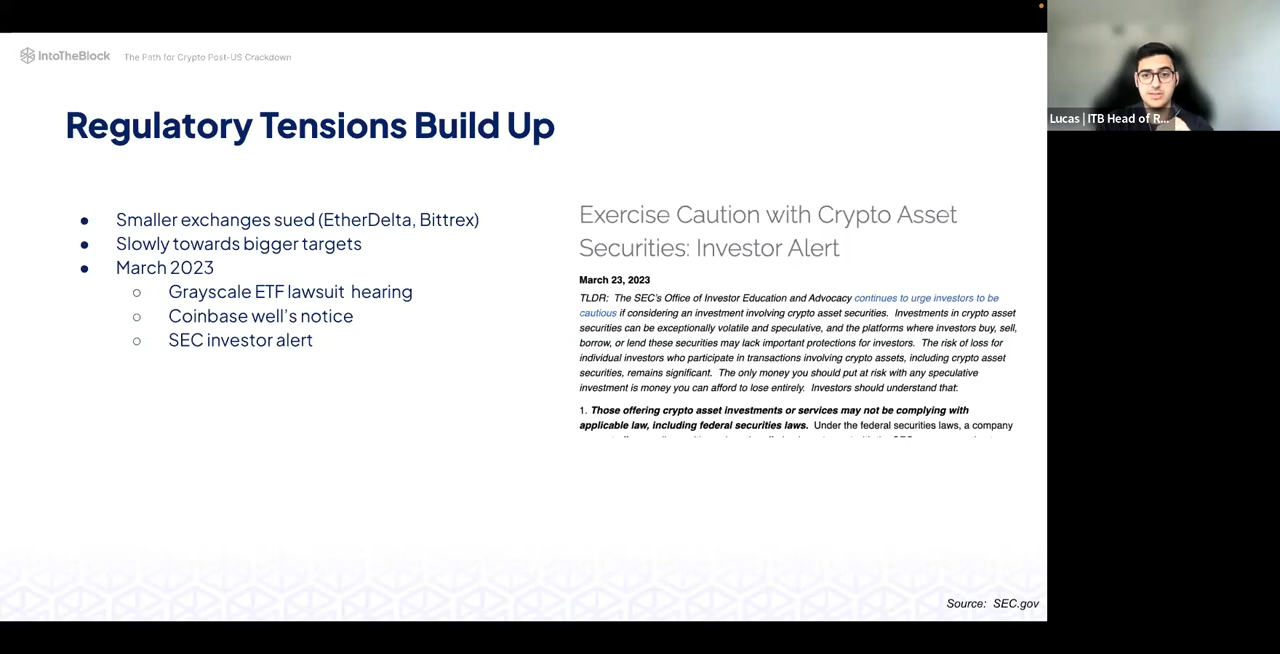 IntoTheBlock The Path for Crypto Post-US Crackdown
Regulatory Tensions Build Up
● Smaller exchanges sued (EtherDelta, Bittrex)
● Slowly towards bigger targets
● March 2023
○ Grayscale ETF lawsuit hearing
○ Coinbase well's notice
○ SEC investor alert
Exercise Caution with Crypto Asset
Securities: Investor Alert
March 23, 2023
TLDR: The SEC's Office of Investor Education and Advocacy continues to urge investors to be
cautious if considering an investment involving crypto asset securities. Investments in crypto asset
securities can be exceptionally volatile and speculative, and the platforms where investors buy, sell,
borrow, or lend these securities may lack important protections for investors. The risk of loss for
individual investors who participate in transactions involving crypto assets, including crypto asset
securities, remains significant. The only money you should put at risk with any speculative
investment is money you can afford to lose entirely. Investors should understand that:
1. Those offering crypto asset investments or services may not be complying with
applicable law, including federal securities laws. Under the federal securities laws, a company
Source: SEC.gov
Lucas | ITB Head of R...